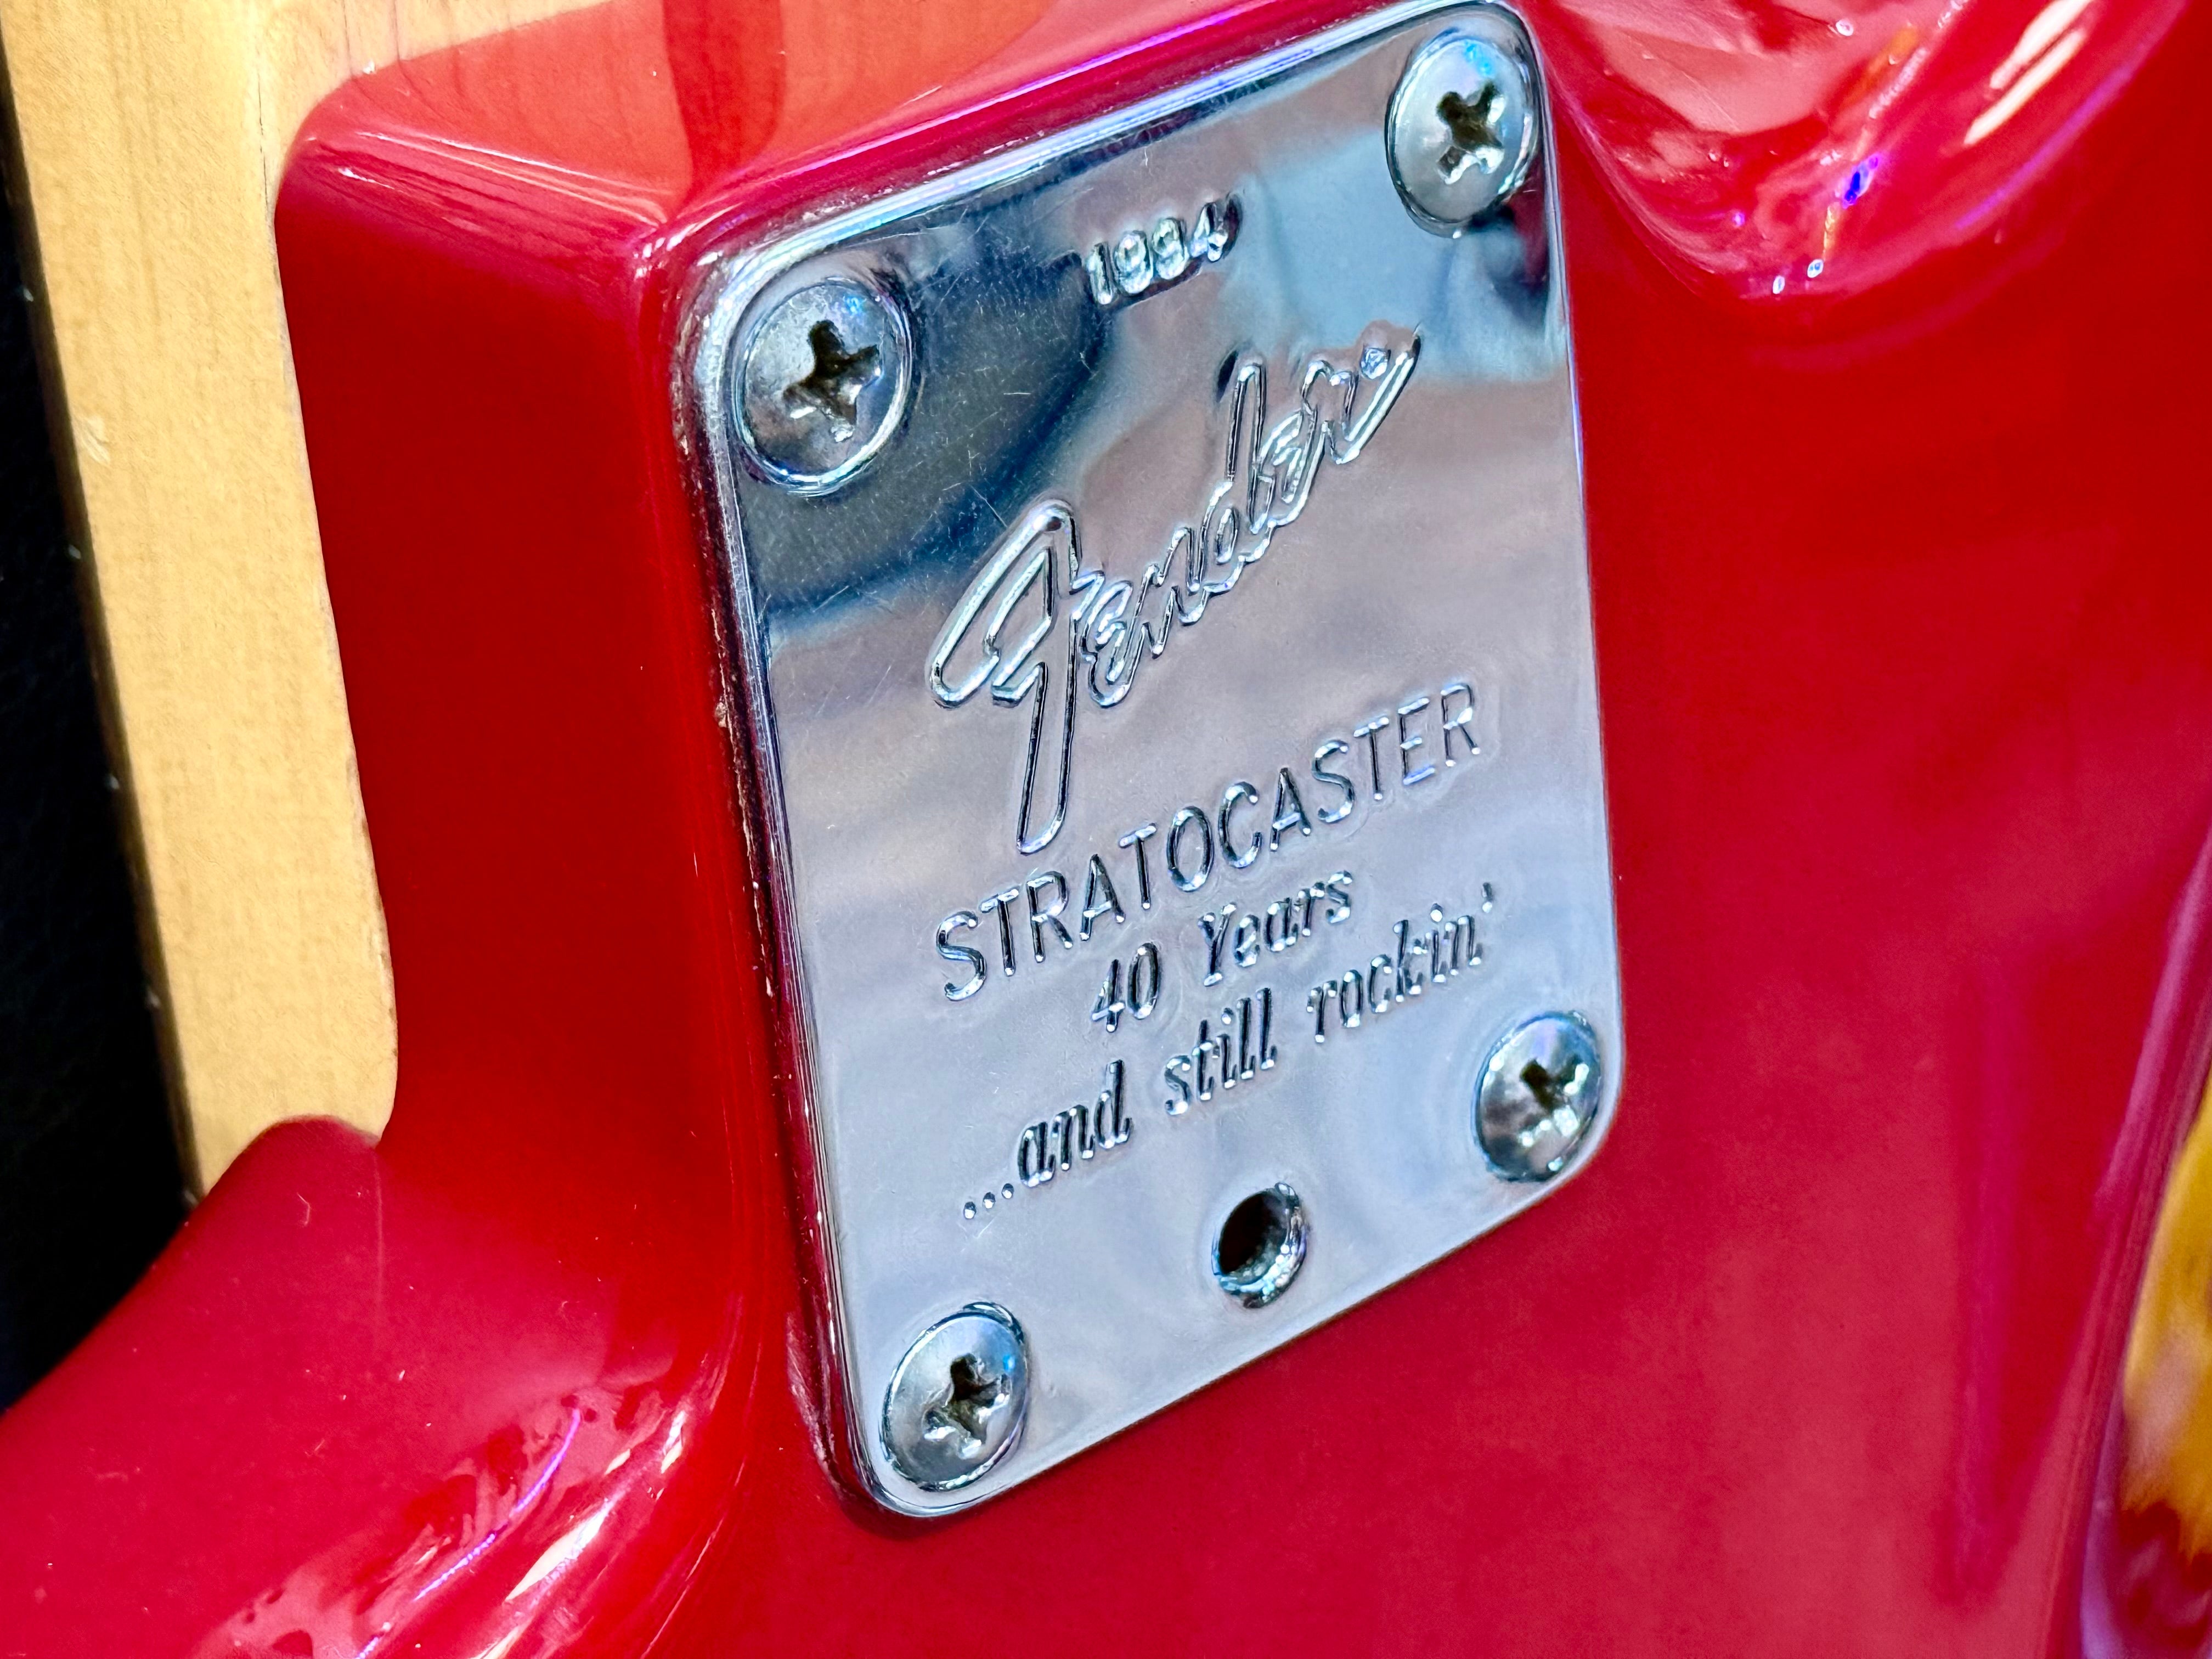 1994
Fender
STRATOCASTER
40 Years
...and still rockin'